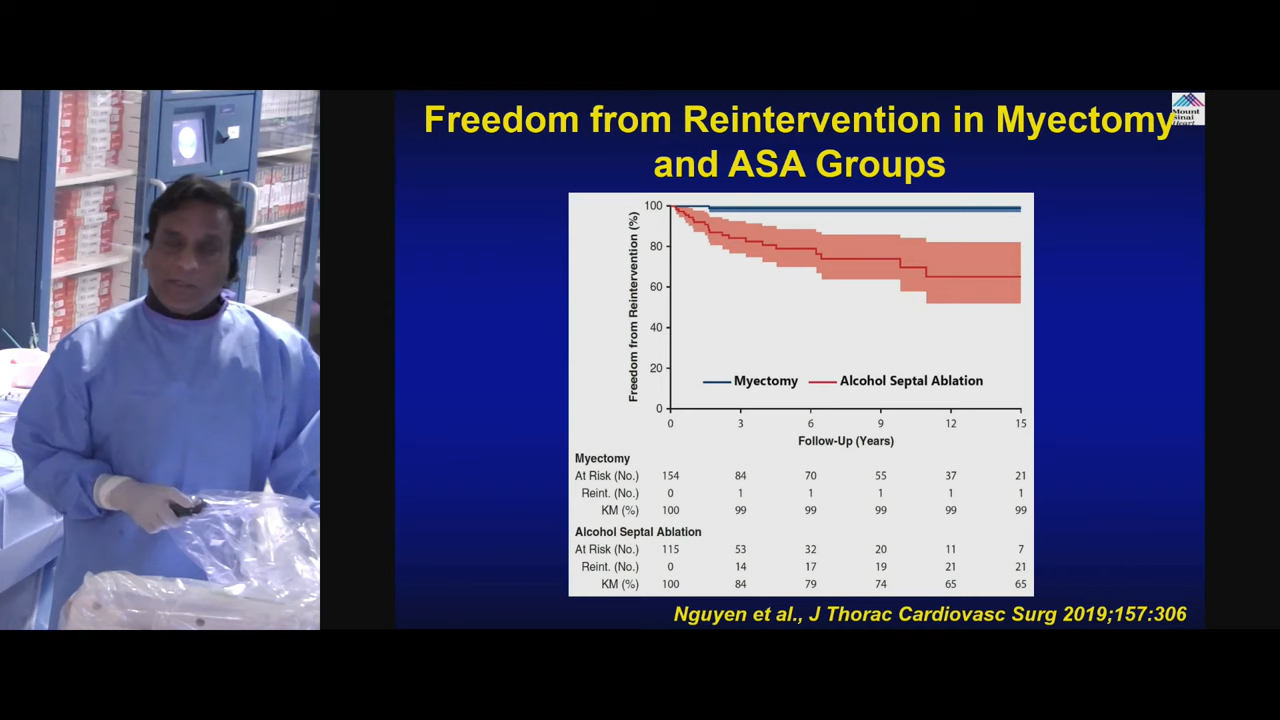 Freedom from Reintervention in Myectomy
and ASA Groups
Mount
Sinai
Heart
Freedom from Reintervention (%)
100
80
60
40
20
0
Myectomy
Alcohol Septal Ablation
0 3 6 9 12 15
Follow-Up (Years)
Myectomy
At Risk (No.) 154 84 70 55 37 21
Reint. (No.) 0 1 1 1 1 1
KM (%) 100 99 99 99 99 99
Alcohol Septal Ablation
At Risk (No.) 115 53 32 20 11 7
Reint. (No.) 0 14 17 19 21 21
KM (%) 100 84 79 74 65 65
Nguyen et al., J Thorac Cardiovasc Surg 2019;157:306